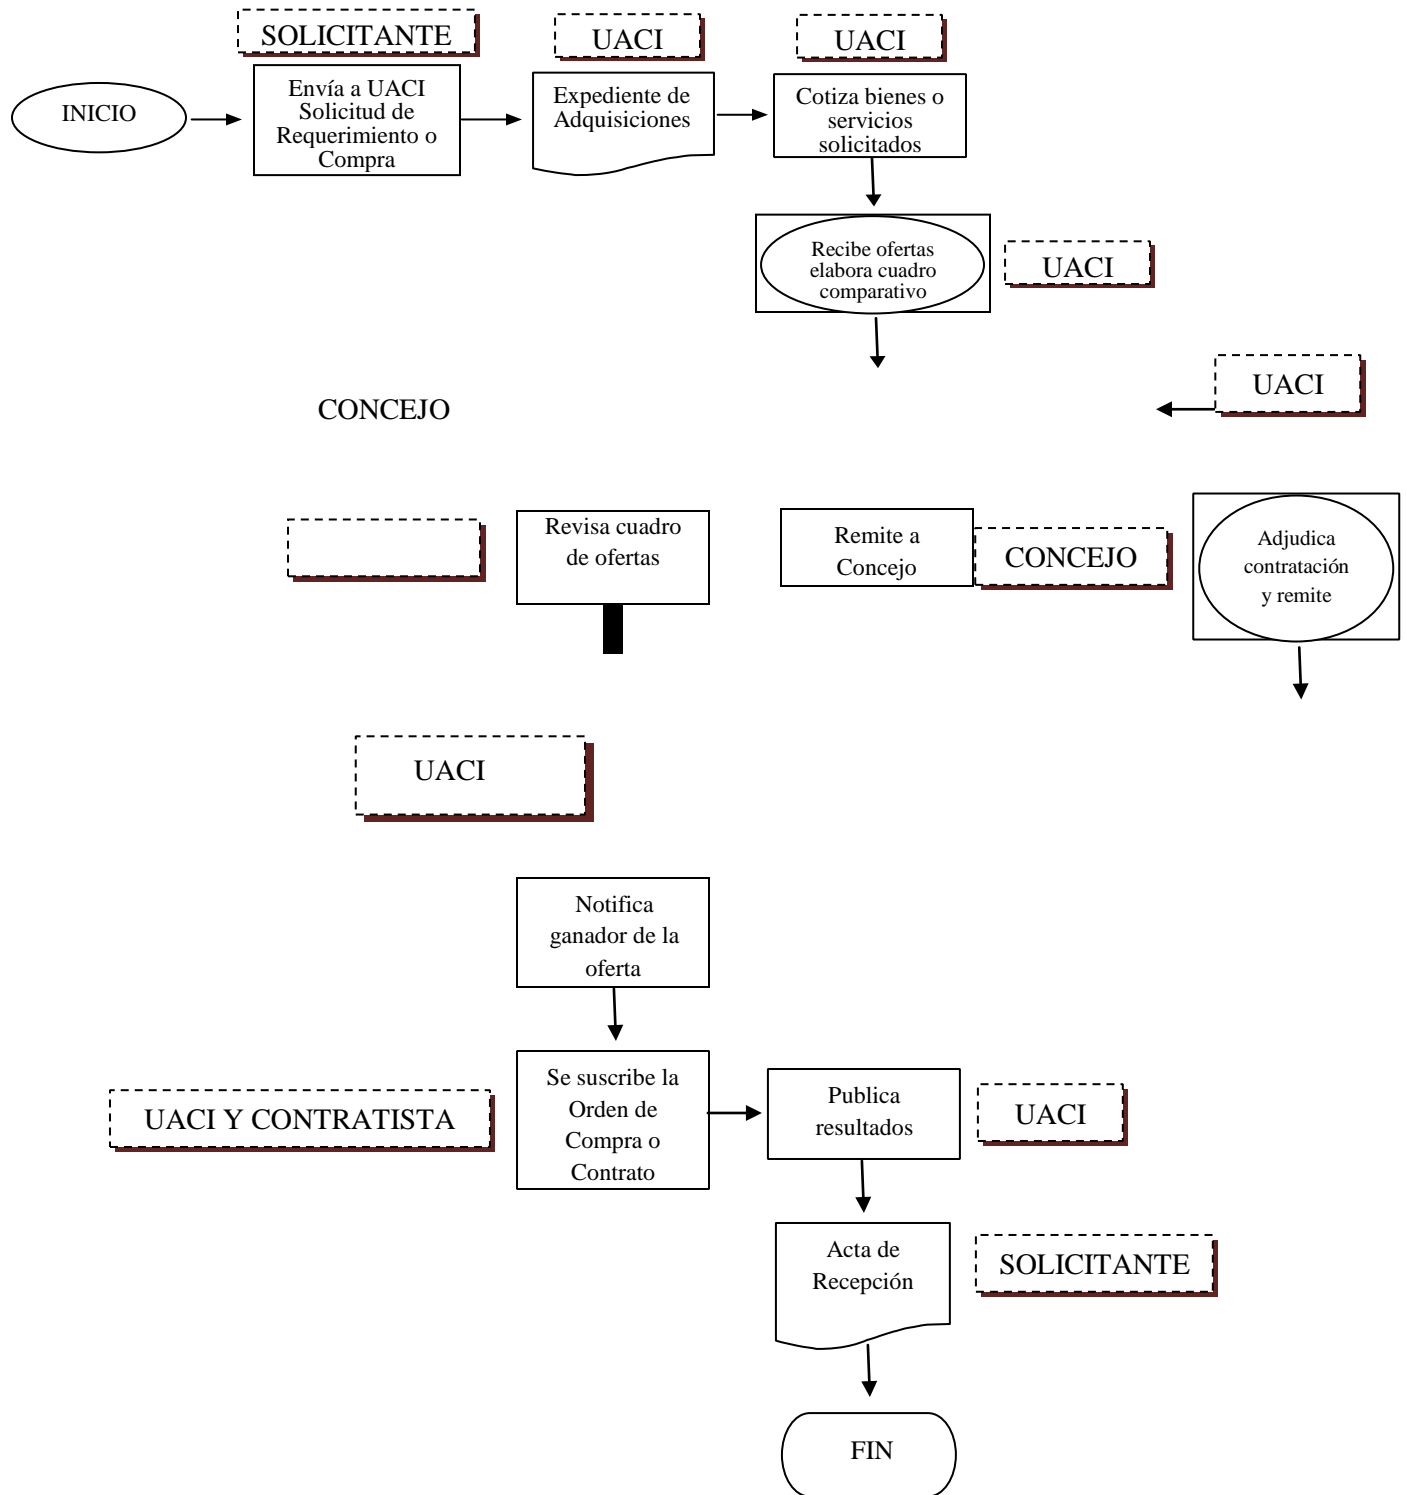 SOLICITANTE
UACI
UACI
INICIO
Envía a UACI
Solicitud de
Requerimiento o
Compra
Expediente de
Adquisiciones
Cotiza bienes o
servicios
solicitados
Recibe ofertas
elabora cuadro
comparativo
UACI
UACI
CONCEJO
Revisa cuadro
de ofertas
Remite a
Concejo
CONCEJO
Adjudica
contratación
y remite
UACI
Notifica
ganador de la
oferta
UACI Y CONTRATISTA
Se suscribe la
Orden de
Compra o
Contrato
Publica
resultados
UACI
Acta de
Recepción
SOLICITANTE
FIN